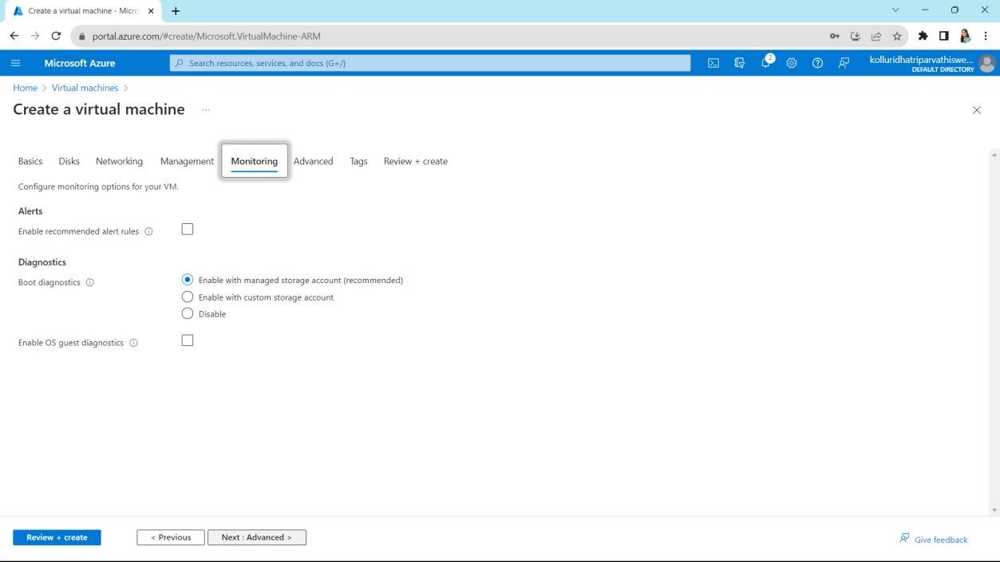 Create a virtual machine - Micro
portal.azure.com/#create/Microsoft.VirtualMachine-ARM
Microsoft Azure
Search resources, services, and docs (G+/)
2
kolluridhatriparvathiswe...
DEFAULT DIRECTORY
Home > Virtual machines >
Create a virtual machine ...
Basics Disks Networking Management Monitoring Advanced Tags Review + create
Configure monitoring options for your VM.
Alerts
Enable recommended alert rules
Diagnostics
Boot diagnostics
Enable with managed storage account (recommended)
Enable with custom storage account
Disable
Enable OS guest diagnostics
Review + create
< Previous
Next : Advanced >
Give feedback